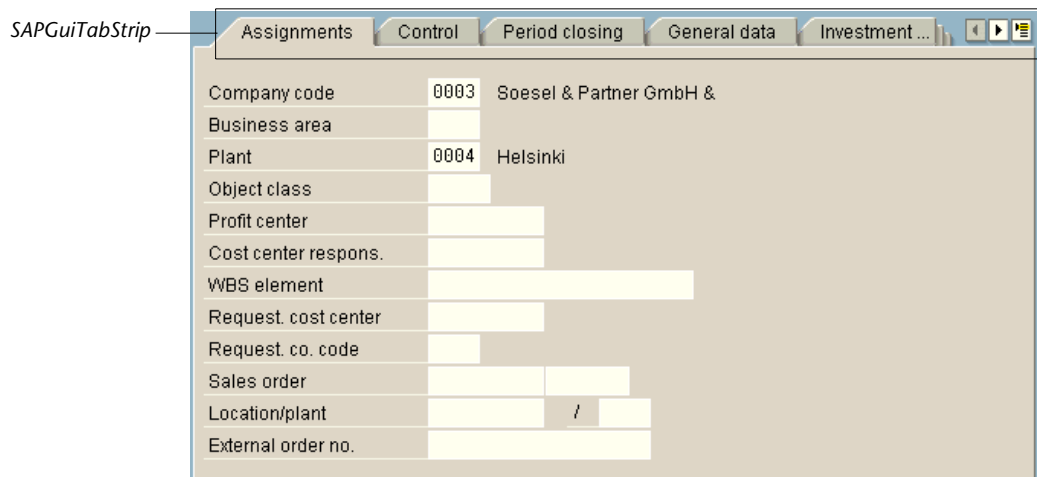 SAPGuiTabStrip
Assignments Control Period closing General data Investment ...
Company code 0003 Soesel & Partner GmbH &
Business area
Plant 0004 Helsinki
Object class
Profit center
Cost center respons.
WBS element
Request. cost center
Request. co. code
Sales order
Location/plant /
External order no.